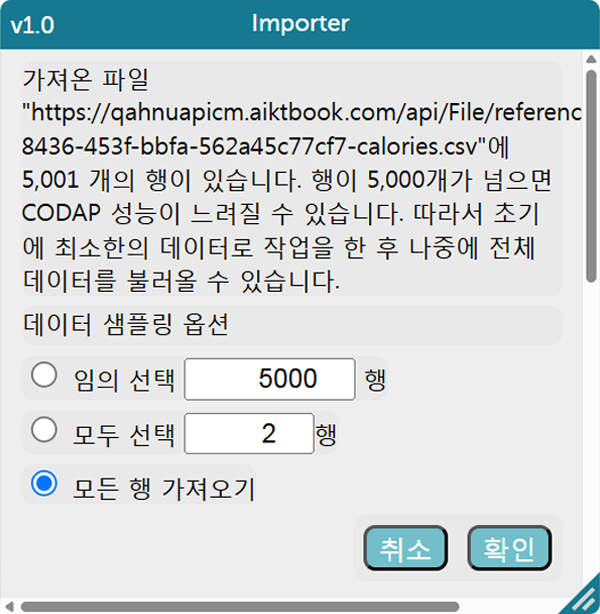 v1.0
Importer
가져온 파일
"https://qahnuapicm.aiktbook.com/api/File/referenc
8436-453f-bbfa-562a45c77cf7-calories.csv"에
5,001 개의 행이 있습니다. 행이 5,000개가 넘으면
CODAP 성능이 느려질 수 있습니다. 따라서 초기
에 최소한의 데이터로 작업을 한 후 나중에 전체
데이터를 불러올 수 있습니다.
데이터 샘플링 옵션
임의 선택 5000 행
모두 선택 2 행
모든 행 가져오기
취소 확인